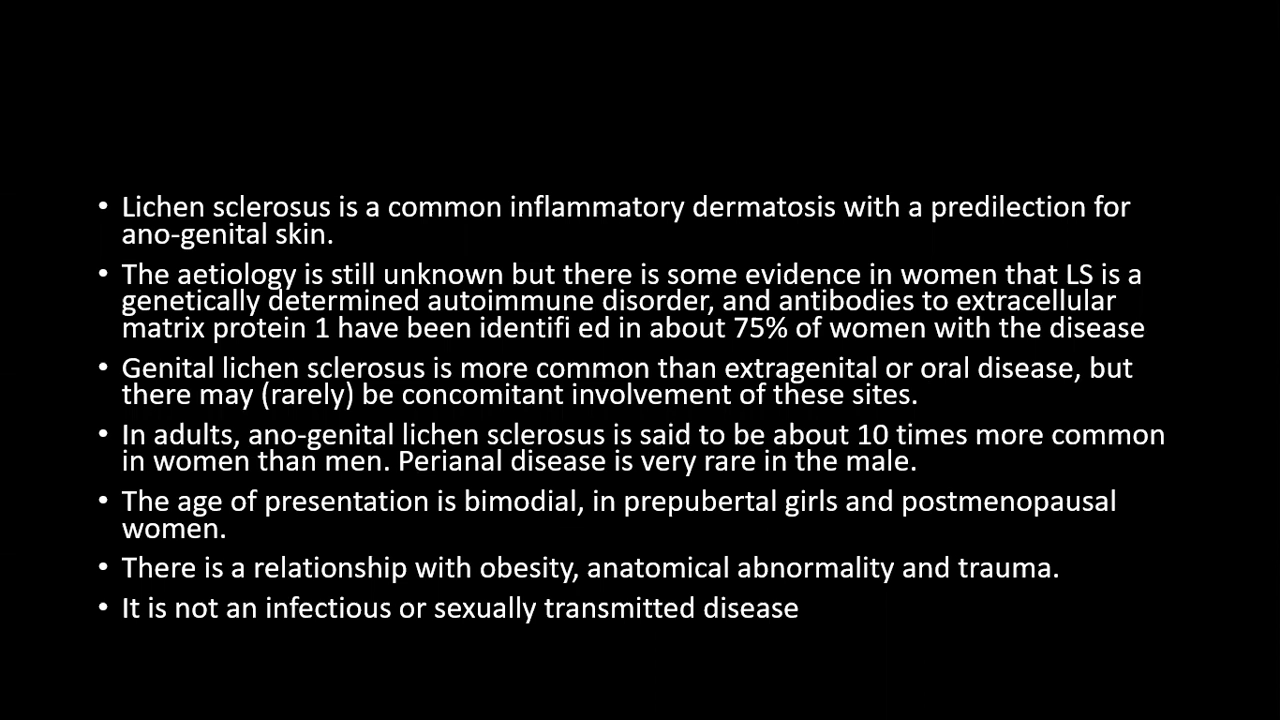 • Lichen sclerosus is a common inflammatory dermatosis with a predilection for
ano-genital skin.
• The aetiology is still unknown but there is some evidence in women that LS is a
genetically determined autoimmune disorder, and antibodies to extracellular
matrix protein 1 have been identifi ed in about 75% of women with the disease
• Genital lichen sclerosus is more common than extragenital or oral disease, but
there may (rarely) be concomitant involvement of these sites.
• In adults, ano-genital lichen sclerosus is said to be about 10 times more common
in women than men. Perianal disease is very rare in the male.
• The age of presentation is bimodial, in prepubertal girls and postmenopausal
women.
• There is a relationship with obesity, anatomical abnormality and trauma.
• It is not an infectious or sexually transmitted disease